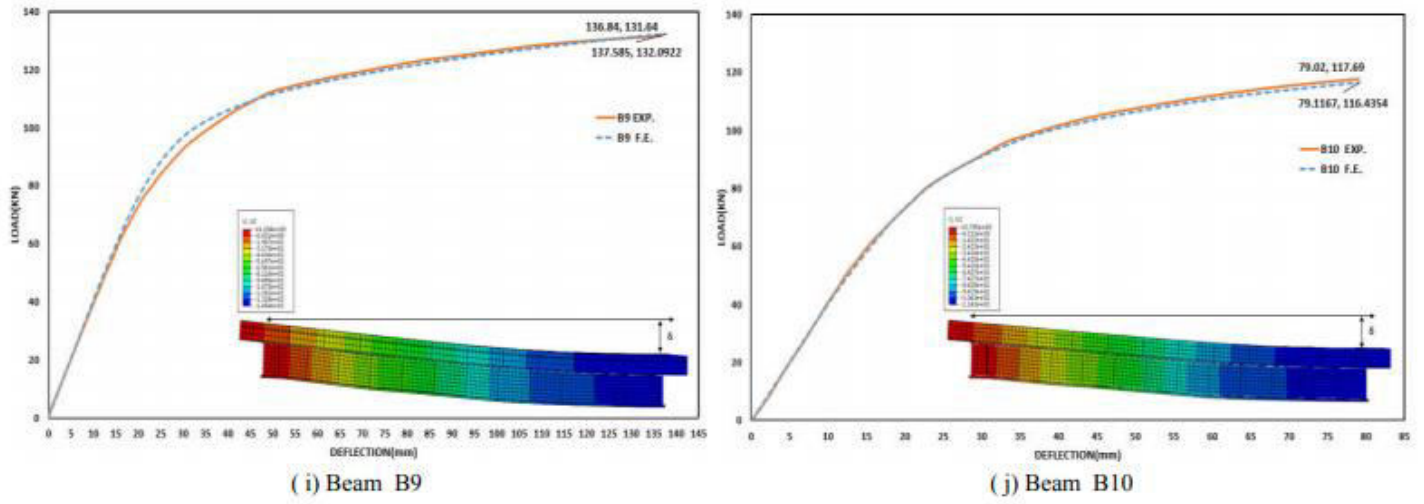 140
120
100
80
60
40
20
0
LOAD(KN)
136.84, 131.64
137.585, 132.0922
B9 EXP.
B9 F.E.
δ
0 5 10 15 20 25 30 35 40 45 50 55 60 65 70 75 80 85 90 95 100 105 110 115 120 125 130 135 140 145
DEFLECTION(mm)
( i) Beam B9
140
120
100
80
60
40
20
0
LOAD(KN)
79.02, 117.69
79.1167, 116.4354
B10 EXP.
B10 F.E.
δ
0 5 10 15 20 25 30 35 40 45 50 55 60 65 70 75 80 85
DEFLECTION(mm)
(j) Beam B10